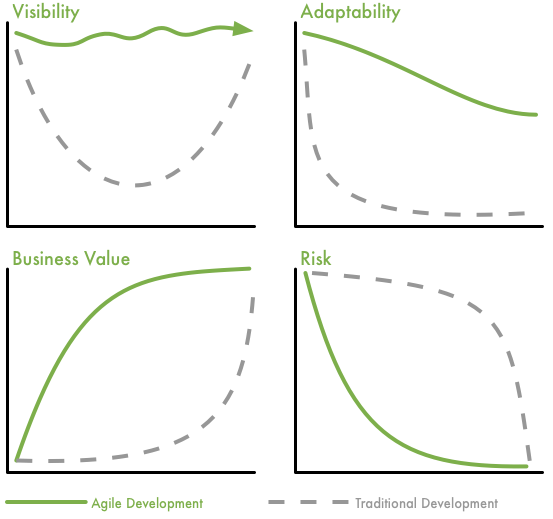 Visibility
Adaptability
Business Value
Risk
Agile Development
Traditional Development